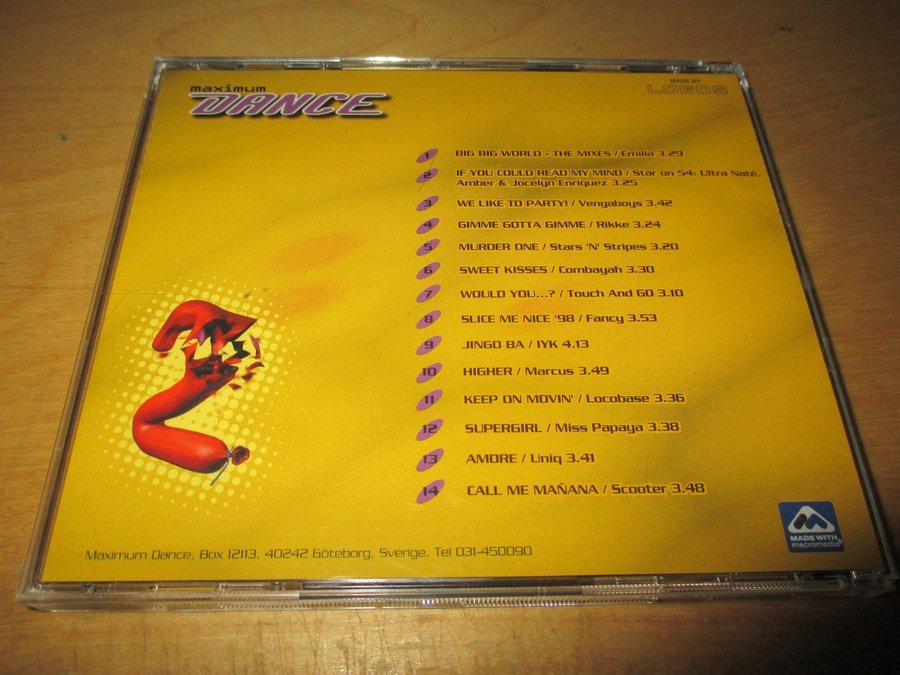 maximum
DANCE
MADE BY
LOGOS
1 BIG BIG WORLD - THE MIXES / Emilia 3.29
2 IF YOU COULD READ MY MIND / Star on 54: Ultra Naté,
Amber & Jocelyn Enriquez 3.25
3 WE LIKE TO PARTY! / Vengaboys 3.42
4 GIMME GOTTA GIMME / Rikke 3.24
5 MURDER ONE / Stars 'N' Stripes 3.20
6 SWEET KISSES / Combayah 3.30
7 WOULD YOU...? / Touch And GO 3.10
8 SLICE ME NICE '98 / Fancy 3.53
9 JINGO BA / IYK 4.13
10 HIGHER / Marcus 3.49
11 KEEP ON MOVIN' / Locobase 3.36
12 SUPERGIRL / Miss Papaya 3.38
13 AMORE / Uniq 3.41
14 CALL ME MAÑANA / Scooter 3.48
MADE WITH
macromedia
Maximum Dance, Box 12113, 40242 Göteborg, Sverige. Tel 031-450090